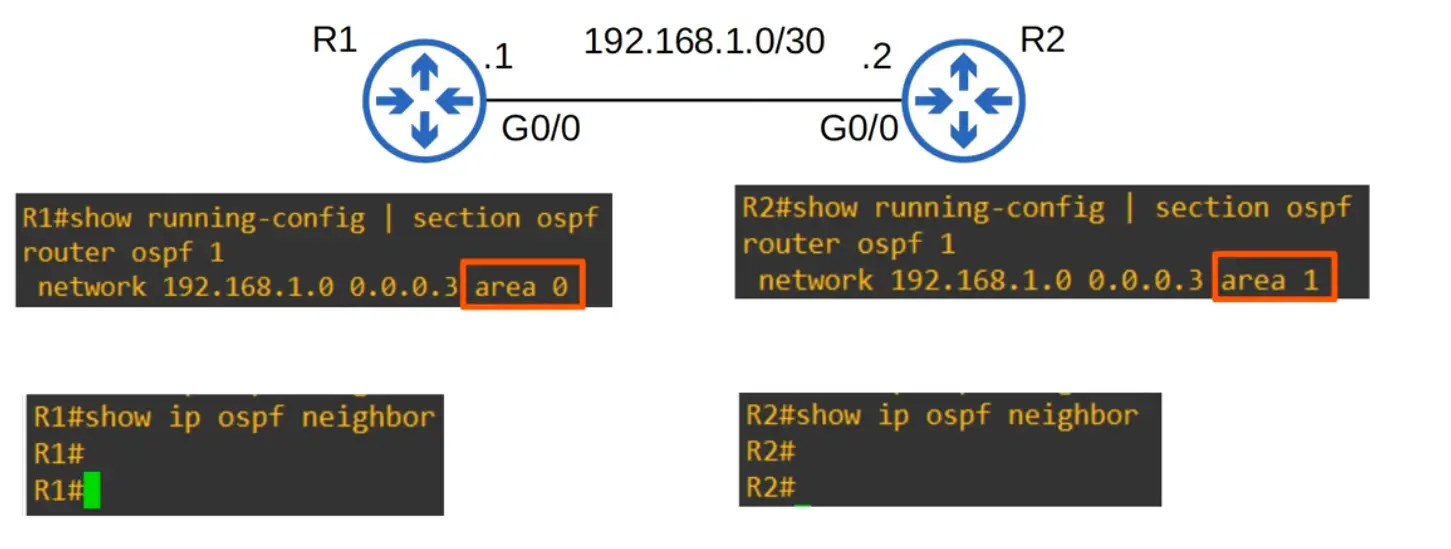 R1
.1
192.168.1.0/30
.2
R2
G0/0
G0/0
R1#show running-config | section ospf
router ospf 1
network 192.168.1.0 0.0.0.3 area 0
R2#show running-config | section ospf
router ospf 1
network 192.168.1.0 0.0.0.3 area 1
R1#show ip ospf neighbor
R1#
R1#
R2#show ip ospf neighbor
R2#
R2#